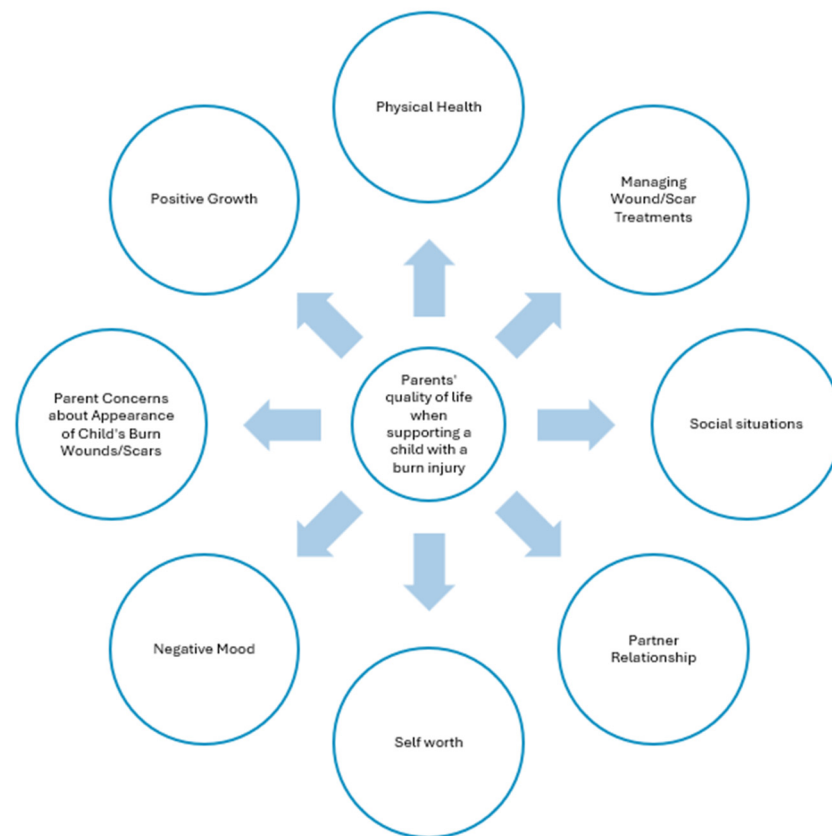 Physical Health
Managing
Wound/Scar
Treatments
Social situations
Partner
Relationship
Self worth
Negative Mood
Parent Concerns
about Appearance
of Child's Burn
Wounds/Scars
Positive Growth
Parents'
quality of life
when
supporting a
child with a
burn injury